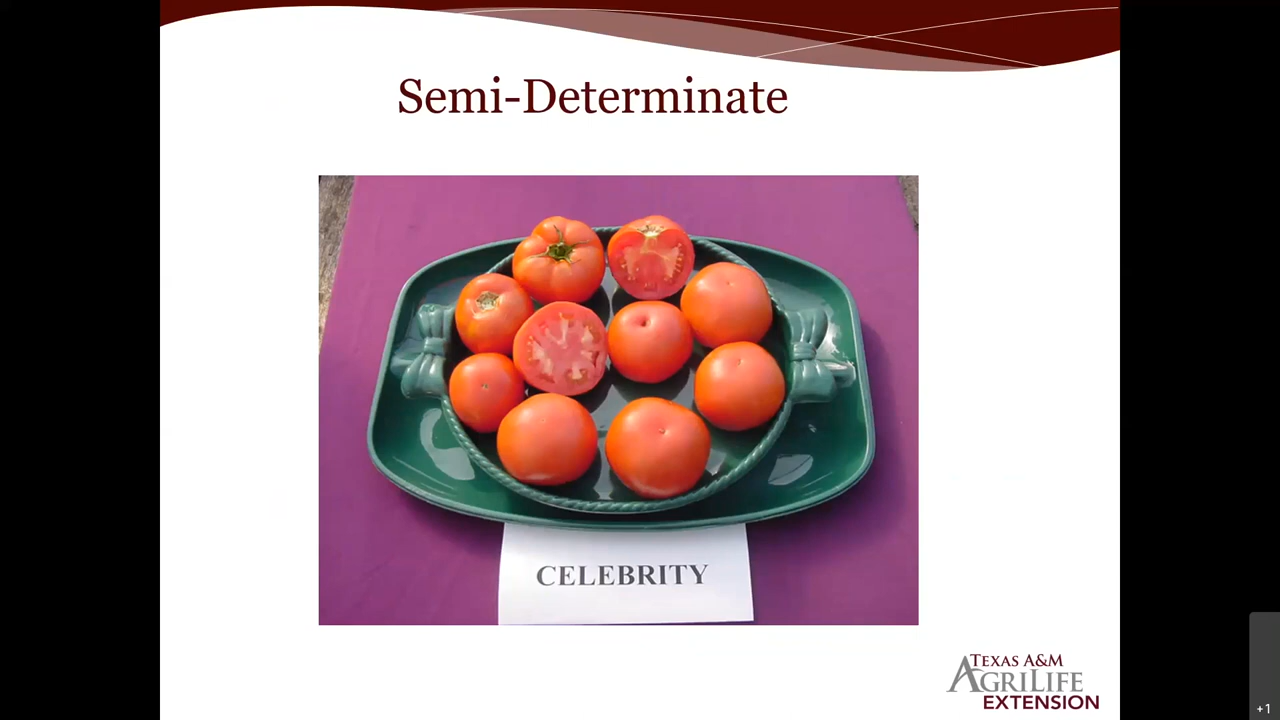 Semi-Determinate
CELEBRITY
TEXAS A&M
AGRILIFE
EXTENSION
+1